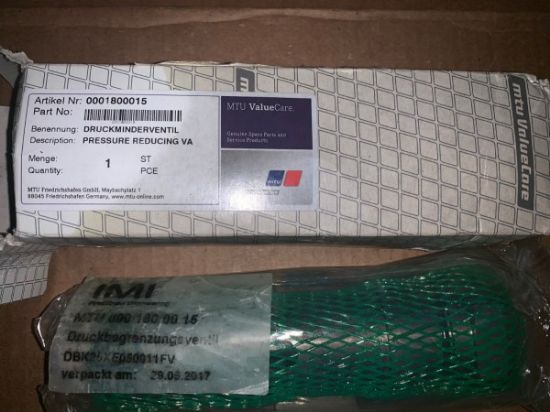 Artikel Nr: 0001800015
Part No:
Benennung: DRUCKMINDERVENTIL
Description: PRESSURE REDUCING VA
Menge: 1 ST
Quantity: PCE
MTU Friedrichshafen GmbH, Maybachplatz 1
88045 Friedrichshafen Germany, www.mtu-online.com
MTU ValueCare.
Genuine Spare Parts and
Service Products
mtu
mtu ValueCare
IMI
MTU 000 180 00 15
Druckbegrenzungsventil
verpackt am: 29.06.2017